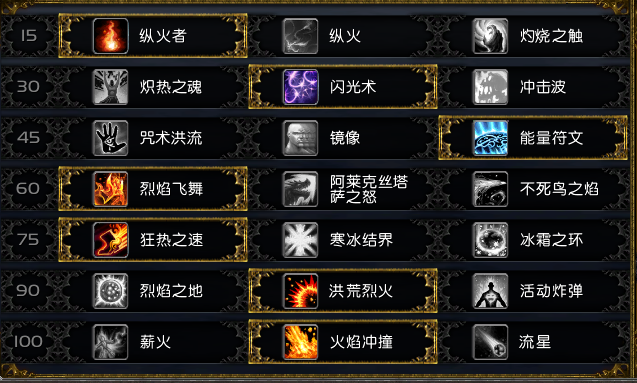 15 纵火者 纵火 灼烧之触
30 炽热之魂 闪光术 冲击波
45 咒术洪流 镜像 能量符文
60 烈焰飞舞 阿莱克丝塔
萨之怒 不死鸟之焰
75 狂热之速 寒冰结界 冰霜之环
90 烈焰之地 洪荒烈火 活动炸弹
100 薪火 火焰冲撞 流星